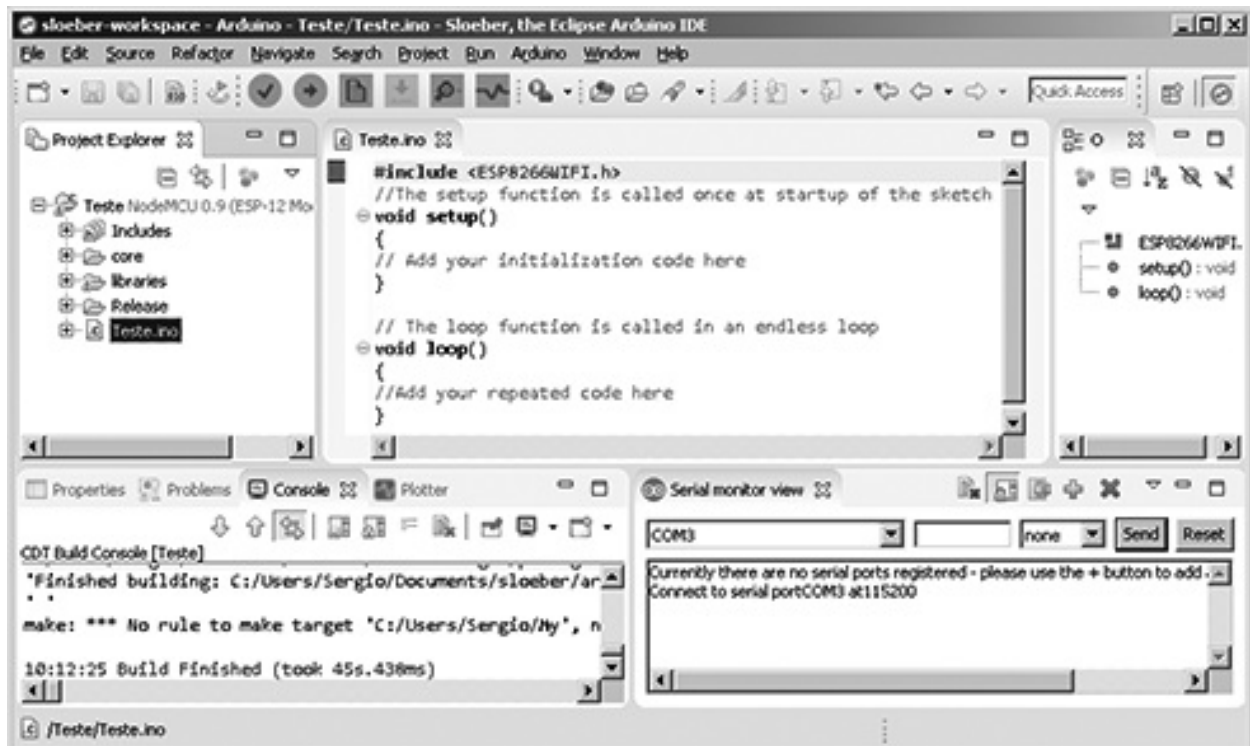 sloeber-workspace - Arduino - Teste/Teste.ino - Sloeber, the Eclipse Arduino IDE
File Edit Source Refactor Navigate Search Project Run Arduino Window Help
010
Quick Access
Project Explorer
Teste NodeMCU 0.9 (ESP-12 Mo
Includes
core
libraries
Release
Teste.ino
Teste.ino
#include <ESP8266WIFI.h>
//The setup function is called once at startup of the sketch
void setup()
{
// Add your initialization code here
}
// The loop function is called in an endless loop
void loop()
{
//Add your repeated code here
}
O
ESP8266WIFI.
setup() : void
loop() : void
Properties Problems Console Plotter
CDT Build Console [Teste]
'Finished building: C:/Users/Sergio/Documents/sloeber/ar
' '
make: *** No rule to make target 'C:/Users/Sergio/My', n
10:12:25 Build Finished (took 45s.438ms)
Serial monitor view
COM3
none
Send
Reset
Currently there are no serial ports registered - please use the + button to add
Connect to serial portCOM3 at115200
/Teste/Teste.ino